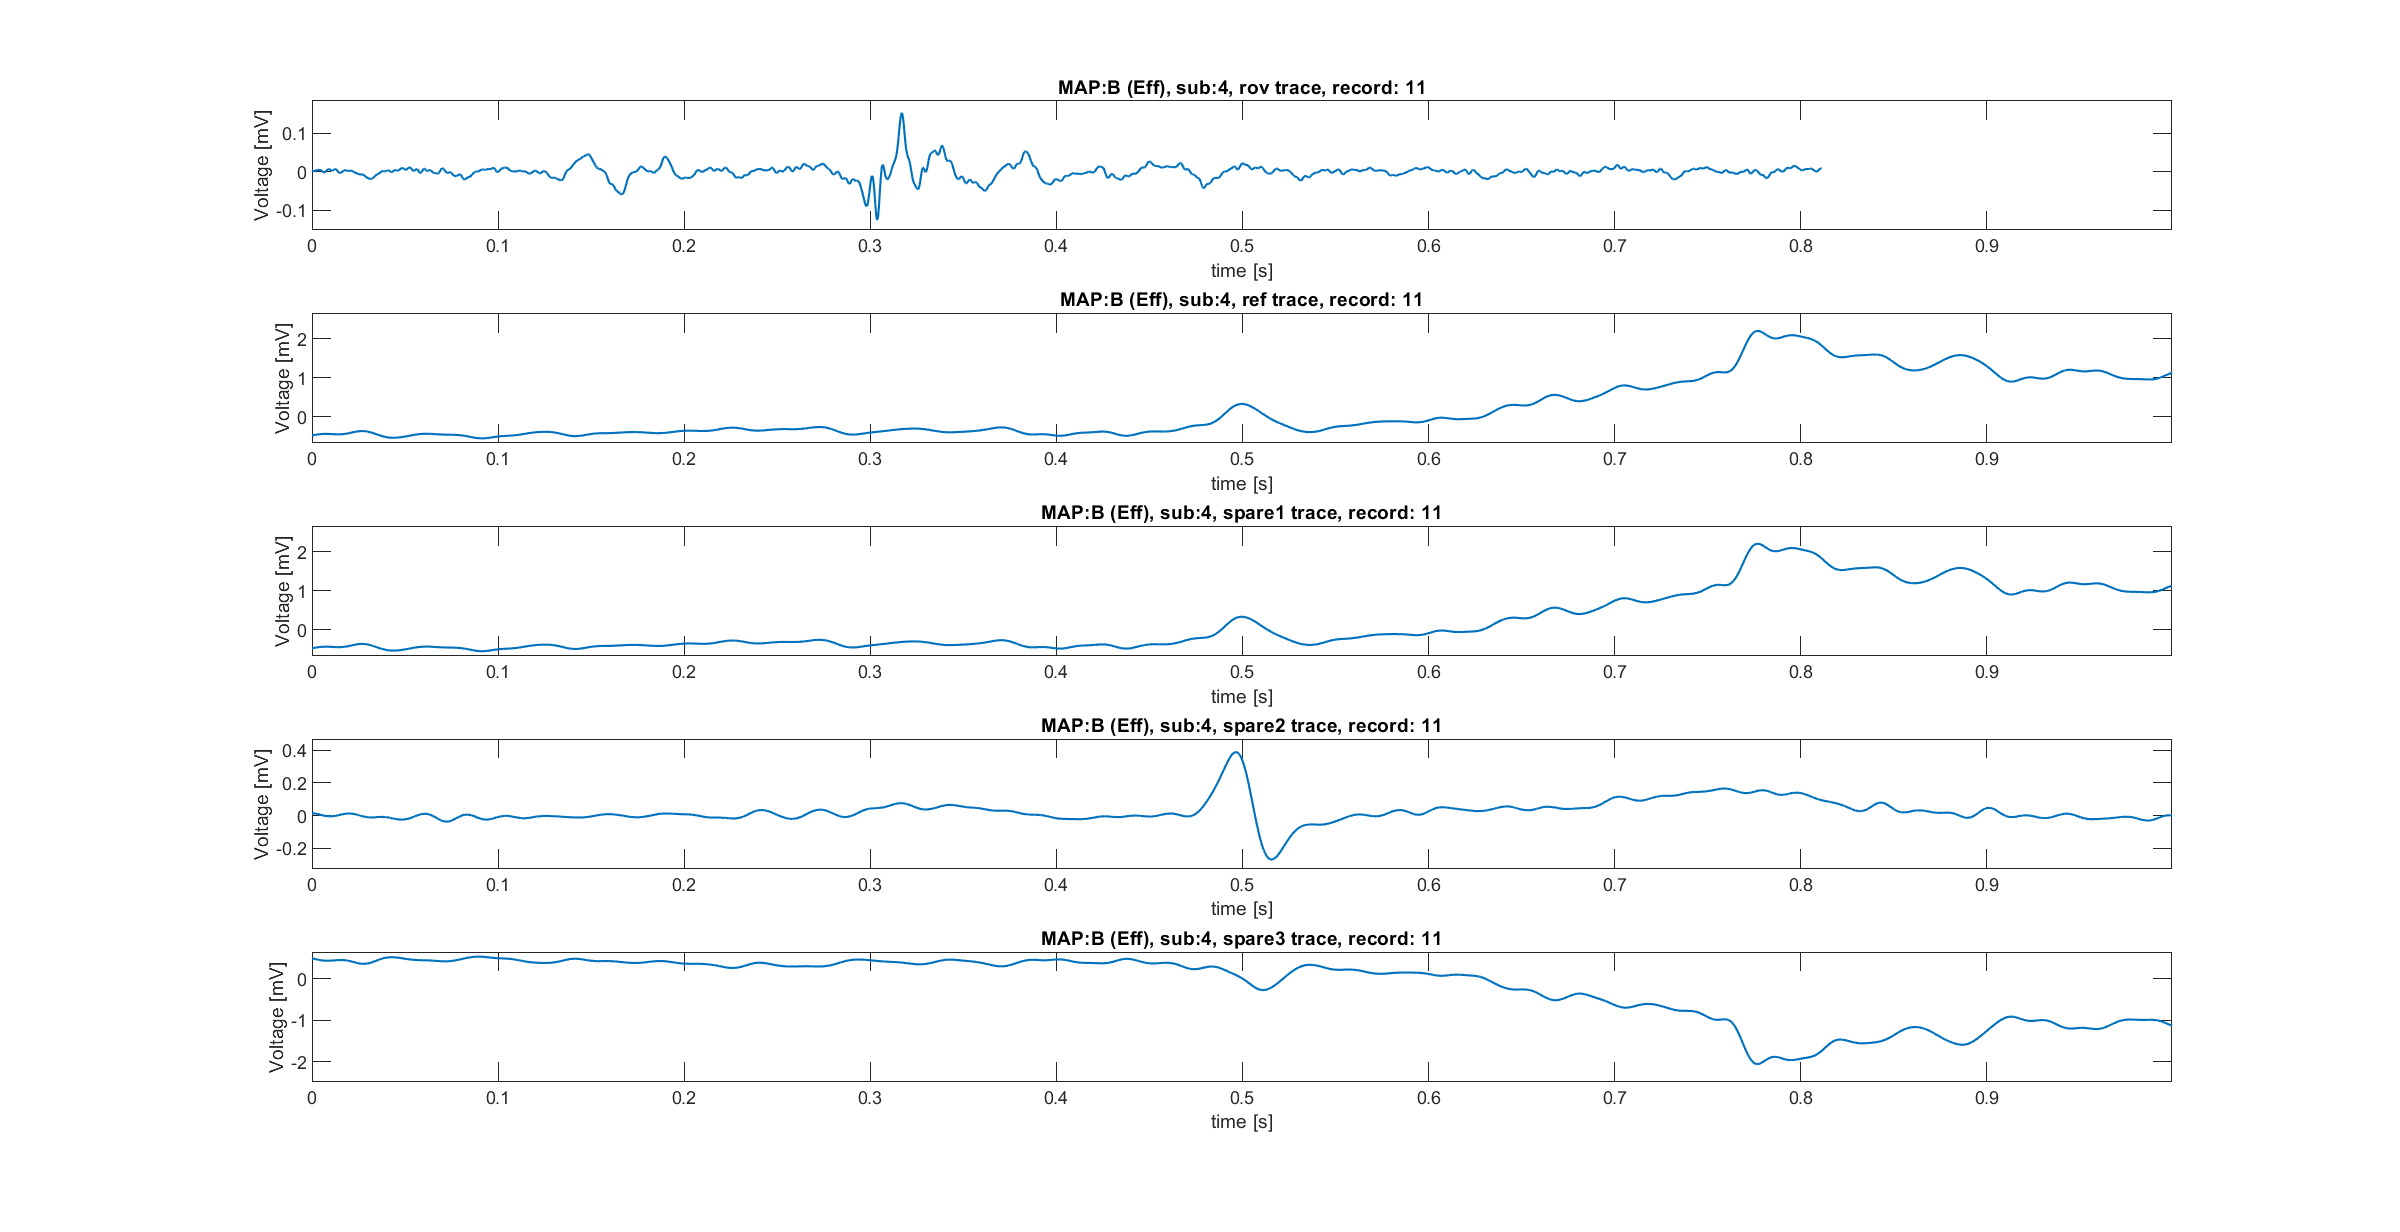 MAP:B (Eff), sub:4, rov trace, record: 11
Voltage [mV]
0.1
0
-0.1
0 0.1 0.2 0.3 0.4 0.5 0.6 0.7 0.8 0.9
time [s]
MAP:B (Eff), sub:4, ref trace, record: 11
Voltage [mV]
2
1
0
0 0.1 0.2 0.3 0.4 0.5 0.6 0.7 0.8 0.9
time [s]
MAP:B (Eff), sub:4, spare1 trace, record: 11
Voltage [mV]
2
1
0
0 0.1 0.2 0.3 0.4 0.5 0.6 0.7 0.8 0.9
time [s]
MAP:B (Eff), sub:4, spare2 trace, record: 11
Voltage [mV]
0.4
0.2
0
-0.2
0 0.1 0.2 0.3 0.4 0.5 0.6 0.7 0.8 0.9
time [s]
MAP:B (Eff), sub:4, spare3 trace, record: 11
Voltage [mV]
0
-1
-2
0 0.1 0.2 0.3 0.4 0.5 0.6 0.7 0.8 0.9
time [s]